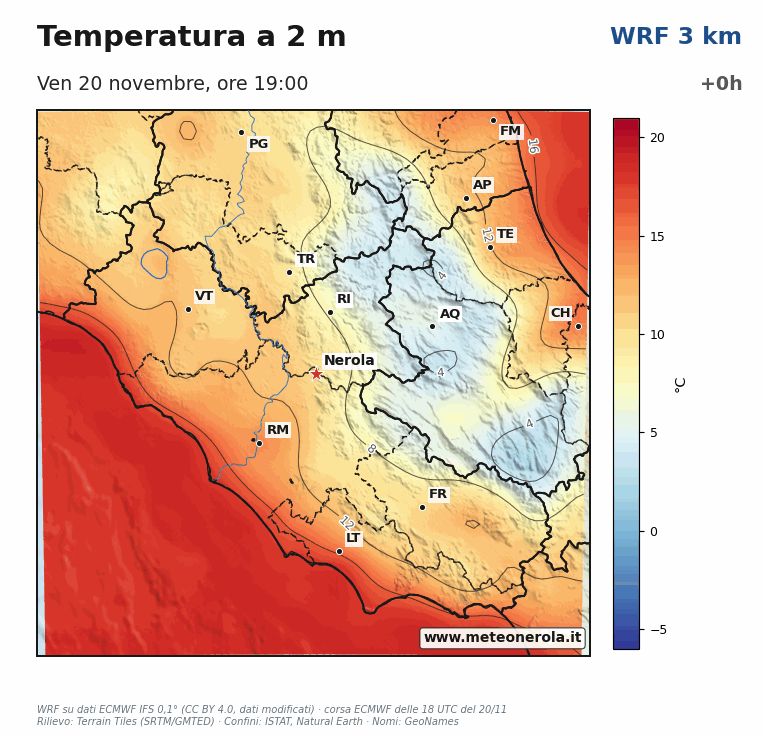 Temperatura a 2 m
WRF 3 km
Ven 20 novembre, ore 19:00
+0h
FM
PG
16
AP
12
TE
TR
4
VT
RI
AQ
CH
Nerola
4
4
RM
8
FR
12
LT
www.meteonerola.it
20
15
10
5
0
−5
°C
WRF su dati ECMWF IFS 0,1° (CC BY 4.0, dati modificati) · corsa ECMWF delle 18 UTC del 20/11
Rilievo: Terrain Tiles (SRTM/GMTED) · Confini: ISTAT, Natural Earth · Nomi: GeoNames